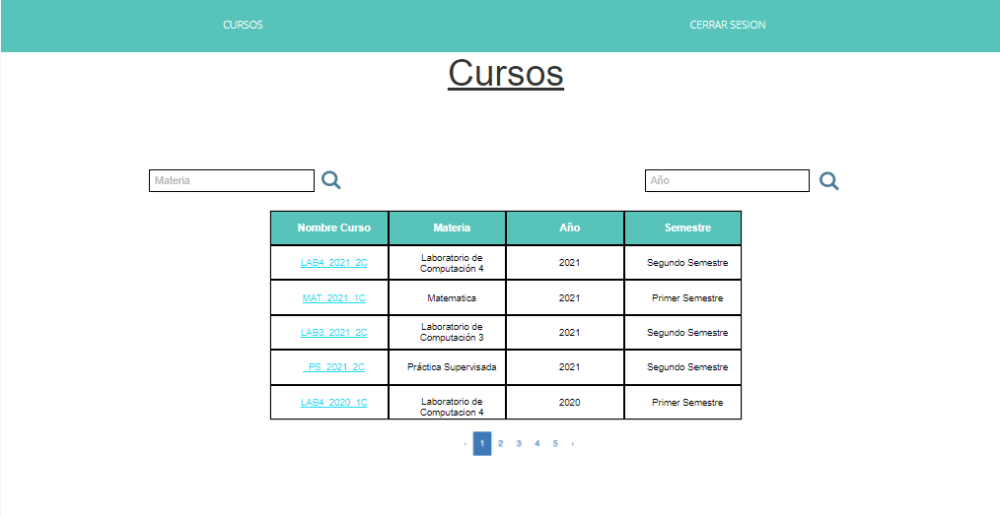 CURSOS CERRAR SESION
Cursos
Materia Año
Nombre Curso Materia Año Semestre
LAB4_2021_2C Laboratorio de Computación 4 2021 Segundo Semestre
MAT_2021_1C Matematica 2021 Primer Semestre
LAB3_2021_2C Laboratorio de Computación 3 2021 Segundo Semestre
_PS_2021_2C Práctica Supervisada 2021 Segundo Semestre
LAB4_2020_1C Laboratorio de Computacion 4 2020 Primer Semestre
‹ 1 2 3 4 5 ›